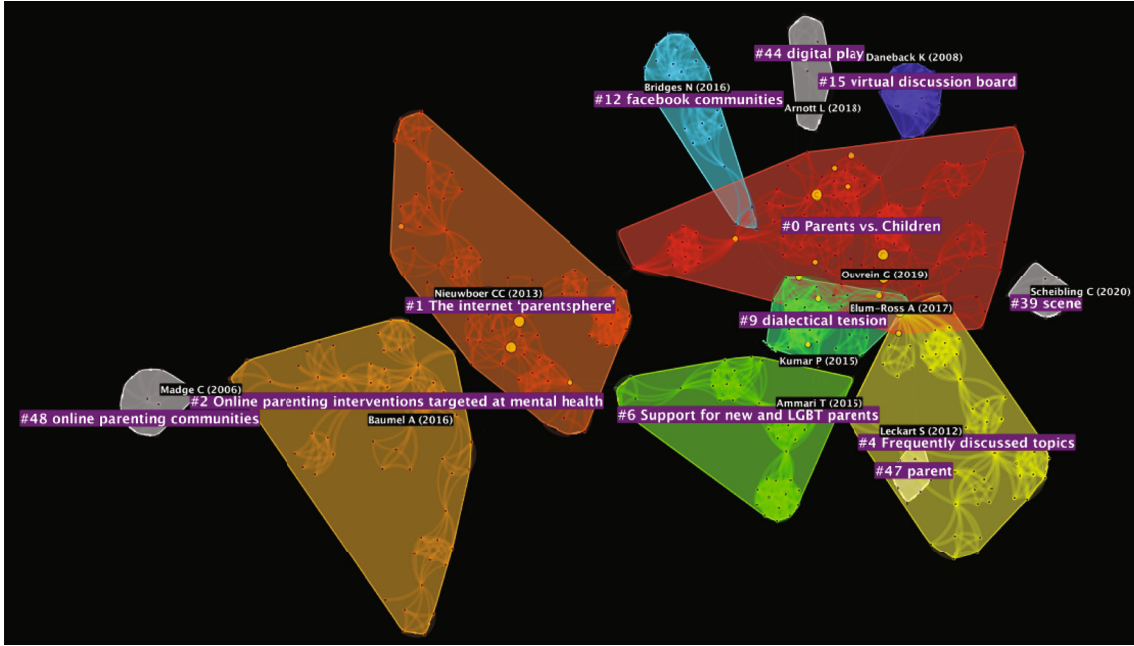 #44 digital play
Daneback K (2008)
#15 virtual discussion board
Bridges N (2016)
#12 facebook communities
Arnott L (2018)
#0 Parents vs. Children
Ouvrein G (2019)
Scheibling C (2020)
#39 scene
Nieuwboer CC (2013)
#1 The internet 'parentsphere'
Blum-Ross A (2017)
#9 dialectical tension
Kumar P (2015)
Madge C (2006)
#2 Online parenting interventions targeted at mental health
#48 online parenting communities
Baumel A (2016)
Ammari T (2015)
#6 Support for new and LGBT parents
Leckart S (2012)
#4 Frequently discussed topics
#47 parent